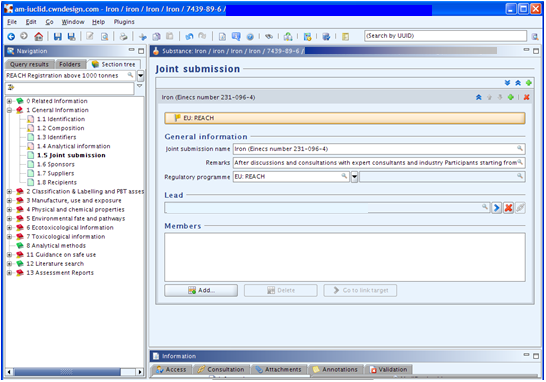 am-iuclid.cwndesign.com - Iron / Iron / Iron / Iron / 7439-89-6 /
File Edit Go Window Help Plugins
(Search by UUID)
Navigation
Query results Folders Section tree
REACH Registration above 1000 tonnes
0 Related Information
1 General Information
1.1 Identification
1.2 Composition
1.3 Identifiers
1.4 Analytical information
1.5 Joint submission
1.6 Sponsors
1.7 Suppliers
1.8 Recipients
2 Classification & Labelling and PBT assess
3 Manufacture, use and exposure
4 Physical and chemical properties
5 Environmental fate and pathways
6 Ecotoxicological Information
7 Toxicological information
8 Analytical methods
11 Guidance on safe use
12 Literature search
13 Assessment Reports
Substance: Iron / Iron / Iron / Iron / 7439-89-6 /
Joint submission
Iron (Einecs number 231-096-4)
EU: REACH
General information
Joint submission name Iron (Einecs number 231-096-4)
Remarks After discussions and consultations with expert consultants and industry Participants starting from
Regulatory programme EU: REACH
Lead
Members
Add... Delete Go to link target
Information
Access Consultation Attachments Annotations Validation